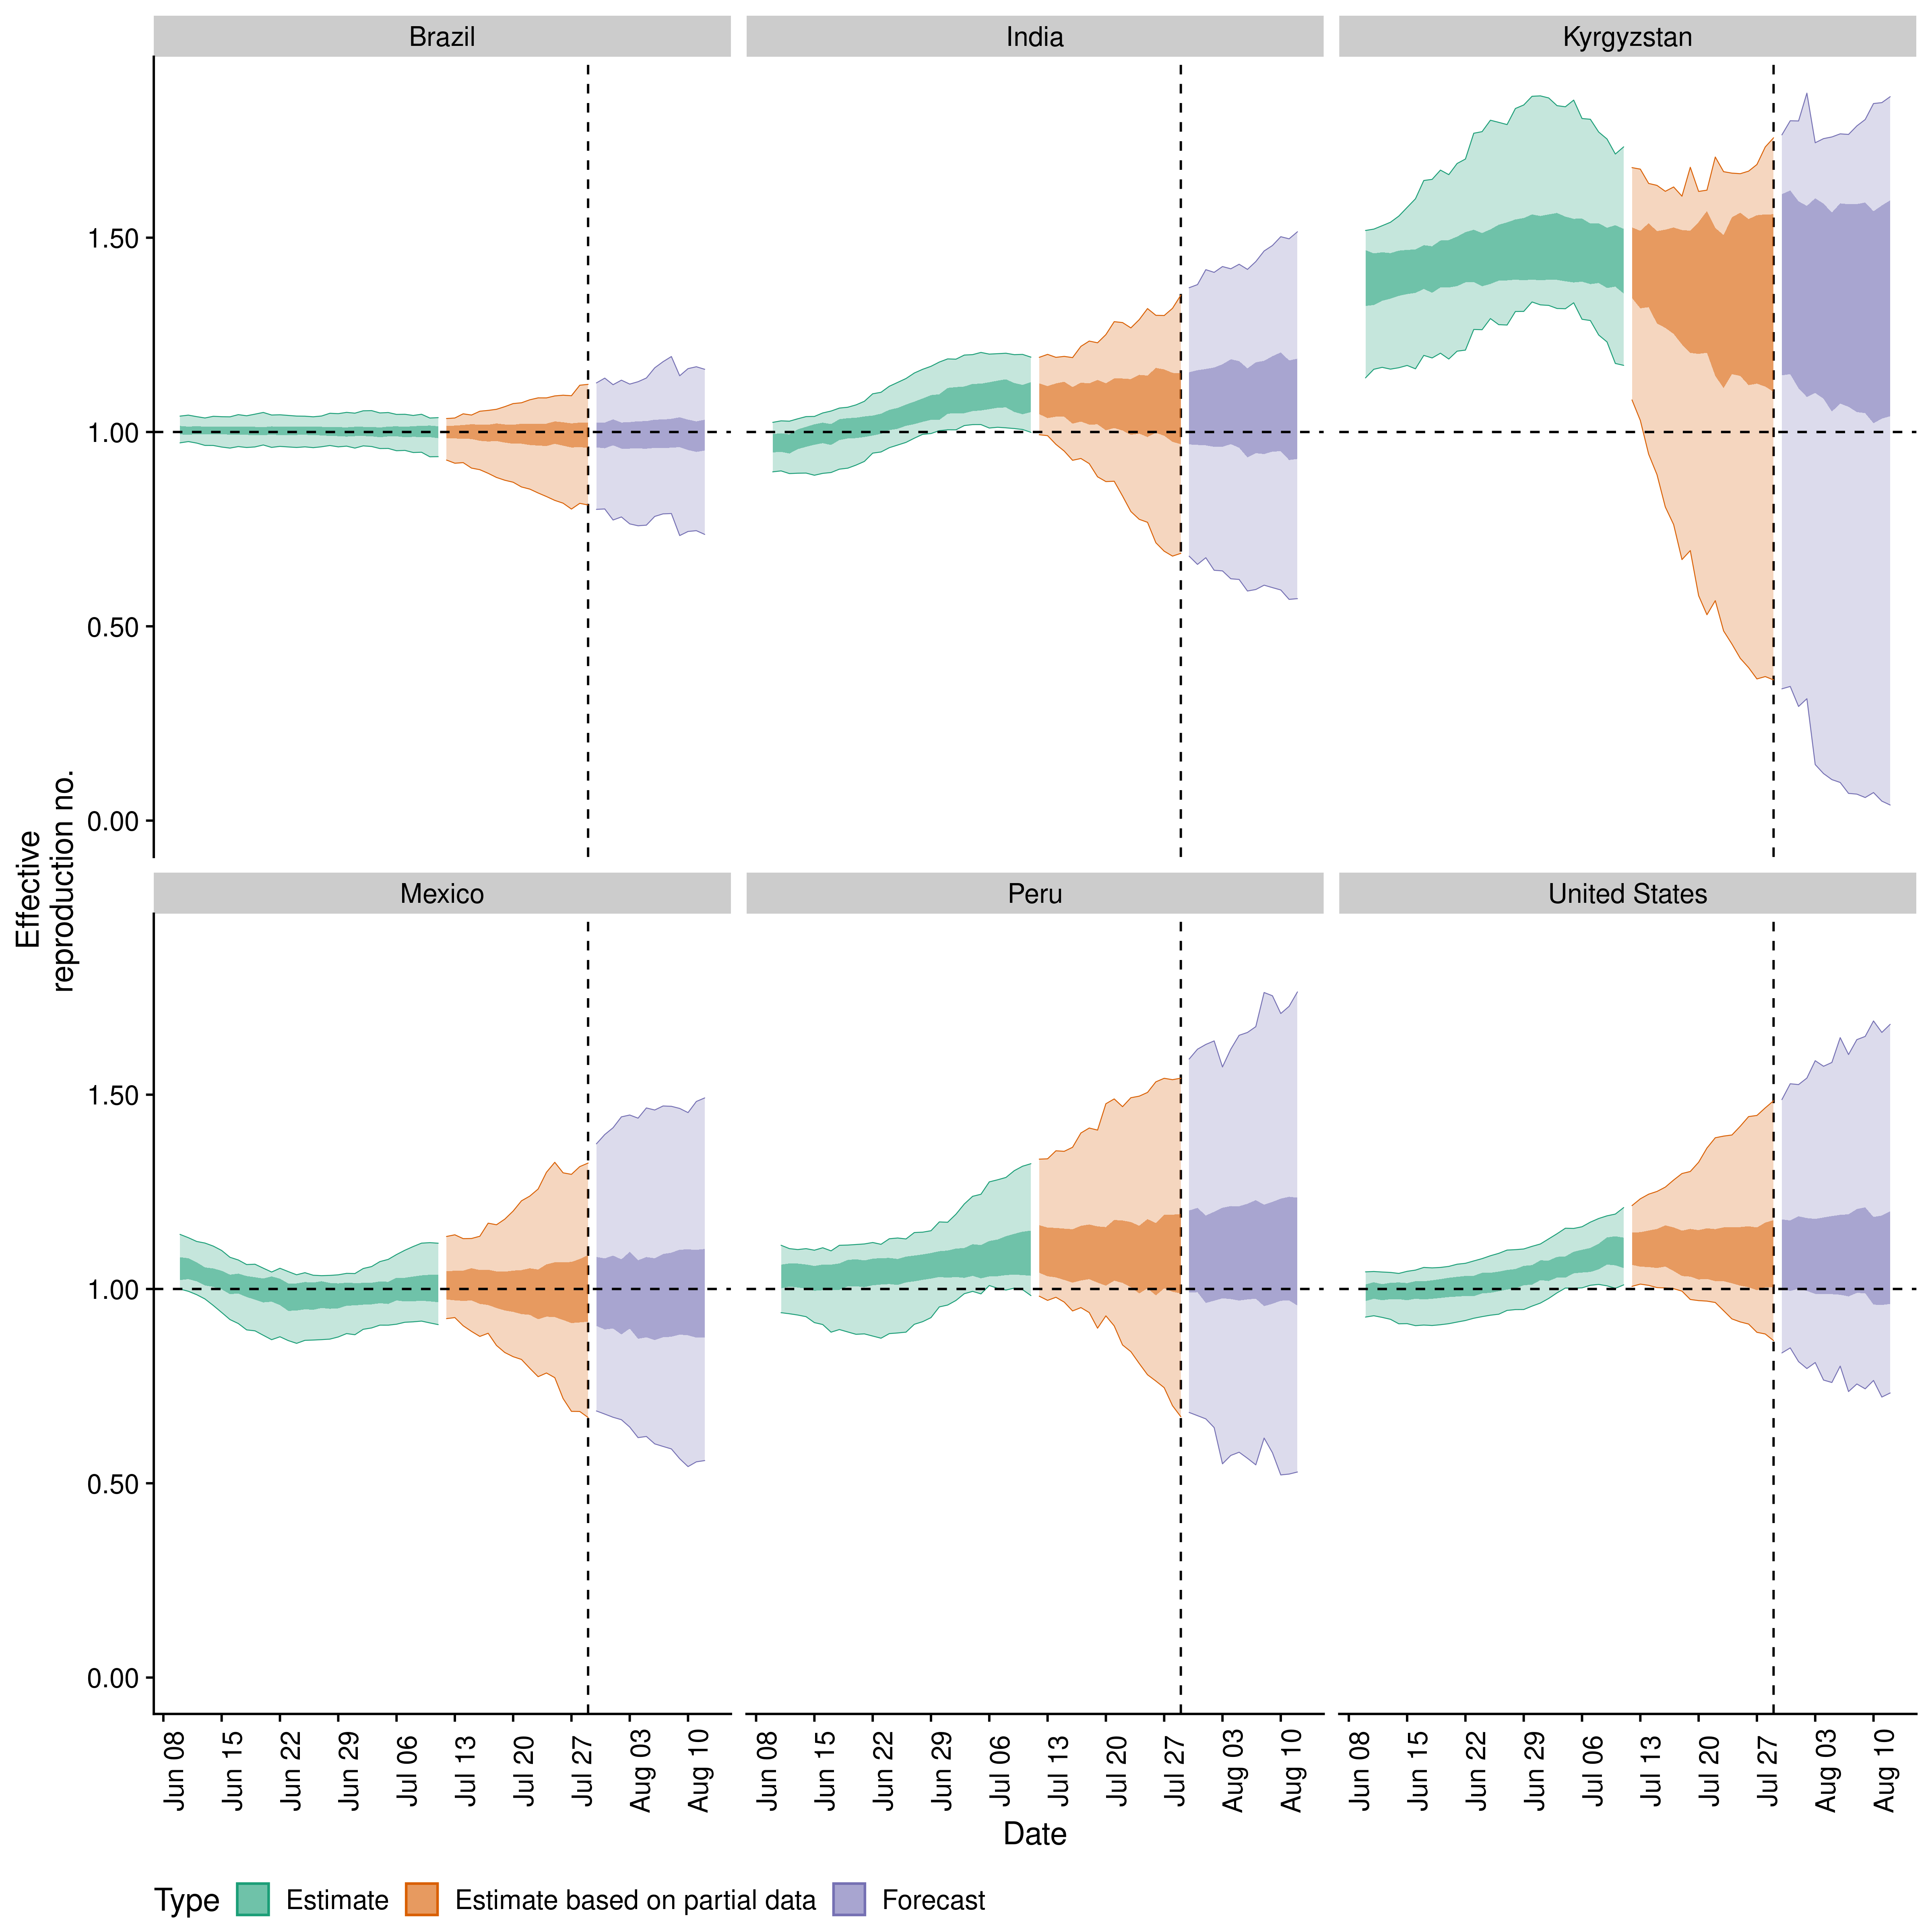 Brazil
India
Kyrgyzstan
1.50
1.00
0.50
0.00
Effective
reproduction no.
Mexico
Peru
United States
1.50
1.00
0.50
0.00
Jun 08
Jun 15
Jun 22
Jun 29
Jul 06
Jul 13
Jul 20
Jul 27
Aug 03
Aug 10
Jun 08
Jun 15
Jun 22
Jun 29
Jul 06
Jul 13
Jul 20
Jul 27
Aug 03
Aug 10
Jun 08
Jun 15
Jun 22
Jun 29
Jul 06
Jul 13
Jul 20
Jul 27
Aug 03
Aug 10
Date
Type Estimate Estimate based on partial data Forecast